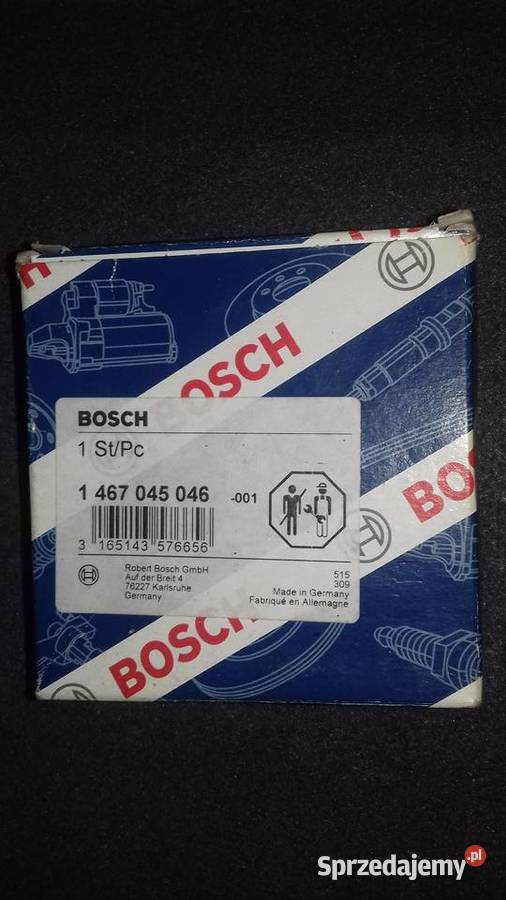 BOSCH
BOSCH
1 St/Pc
1 467 045 046 -001
3 165143 576656
Robert Bosch GmbH
Auf der Breit 4
76227 Karlsruhe
Germany
515
309
Made in Germany
Fabriqué en Allemagne
BOS
BOSCH
Sprzedajemy.pl